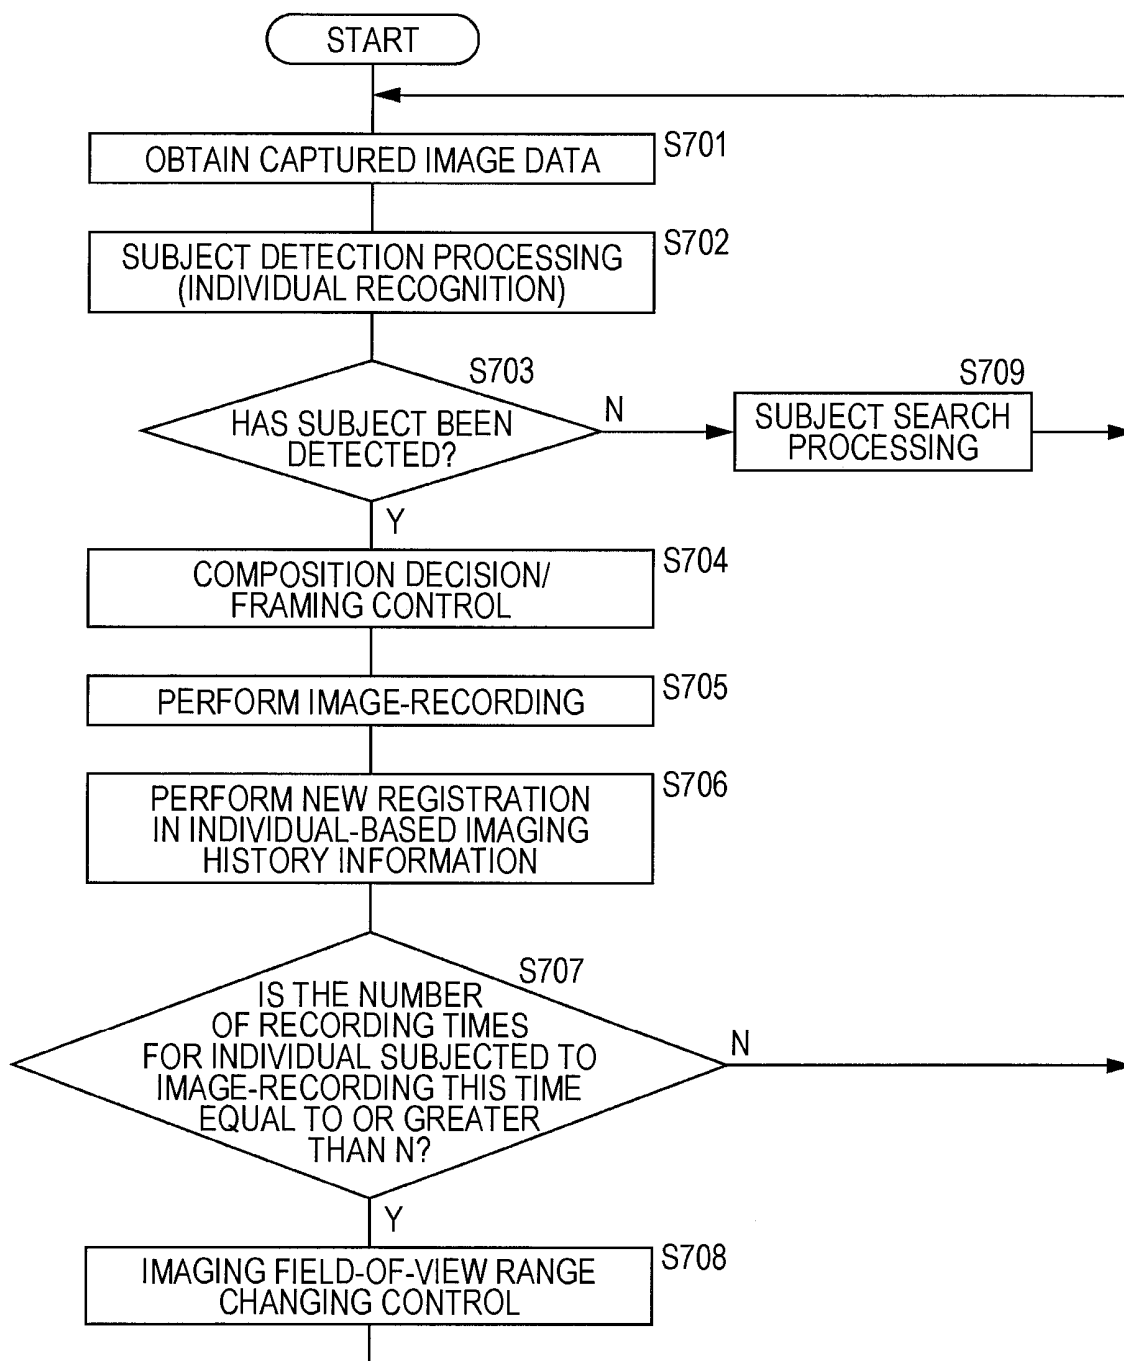 START
S701
OBTAIN CAPTURED IMAGE DATA
S702
SUBJECT DETECTION PROCESSING
(INDIVIDUAL RECOGNITION)
S703
HAS SUBJECT BEEN
DETECTED?
N
S709
SUBJECT SEARCH
PROCESSING
Y
S704
COMPOSITION DECISION/
FRAMING CONTROL
S705
PERFORM IMAGE-RECORDING
S706
PERFORM NEW REGISTRATION
IN INDIVIDUAL-BASED IMAGING
HISTORY INFORMATION
S707
IS THE NUMBER
OF RECORDING TIMES
FOR INDIVIDUAL SUBJECTED TO
IMAGE-RECORDING THIS TIME
EQUAL TO OR GREATER
THAN N?
N
Y
S708
IMAGING FIELD-OF-VIEW RANGE
CHANGING CONTROL